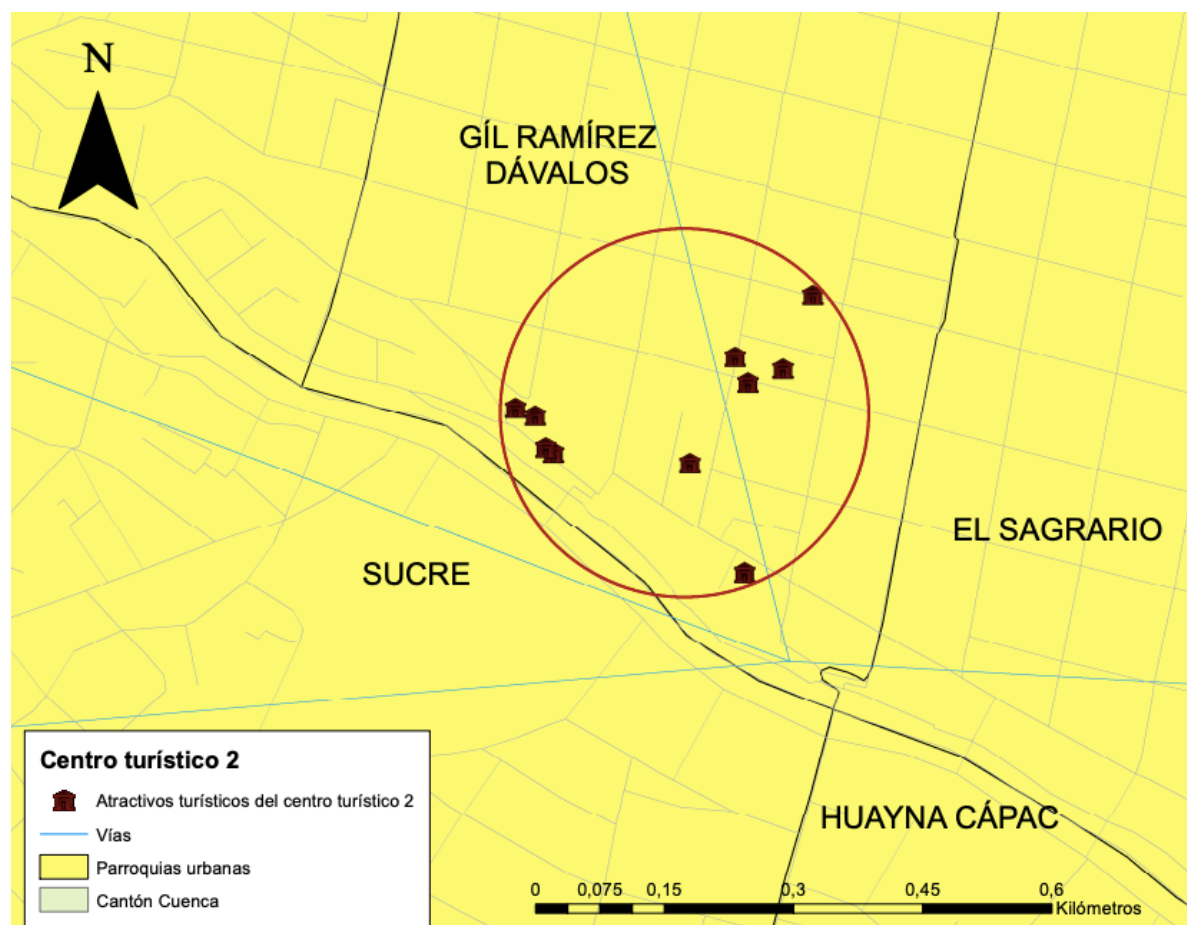 N
GÍL RAMÍREZ
DÁVALOS
EL SAGRARIO
SUCRE
HUAYNA CÁPAC
Centro turístico 2
Atractivos turísticos del centro turístico 2
Vías
Parroquias urbanas
Cantón Cuenca
0 0,075 0,15 0,3 0,45 0,6
Kilómetros